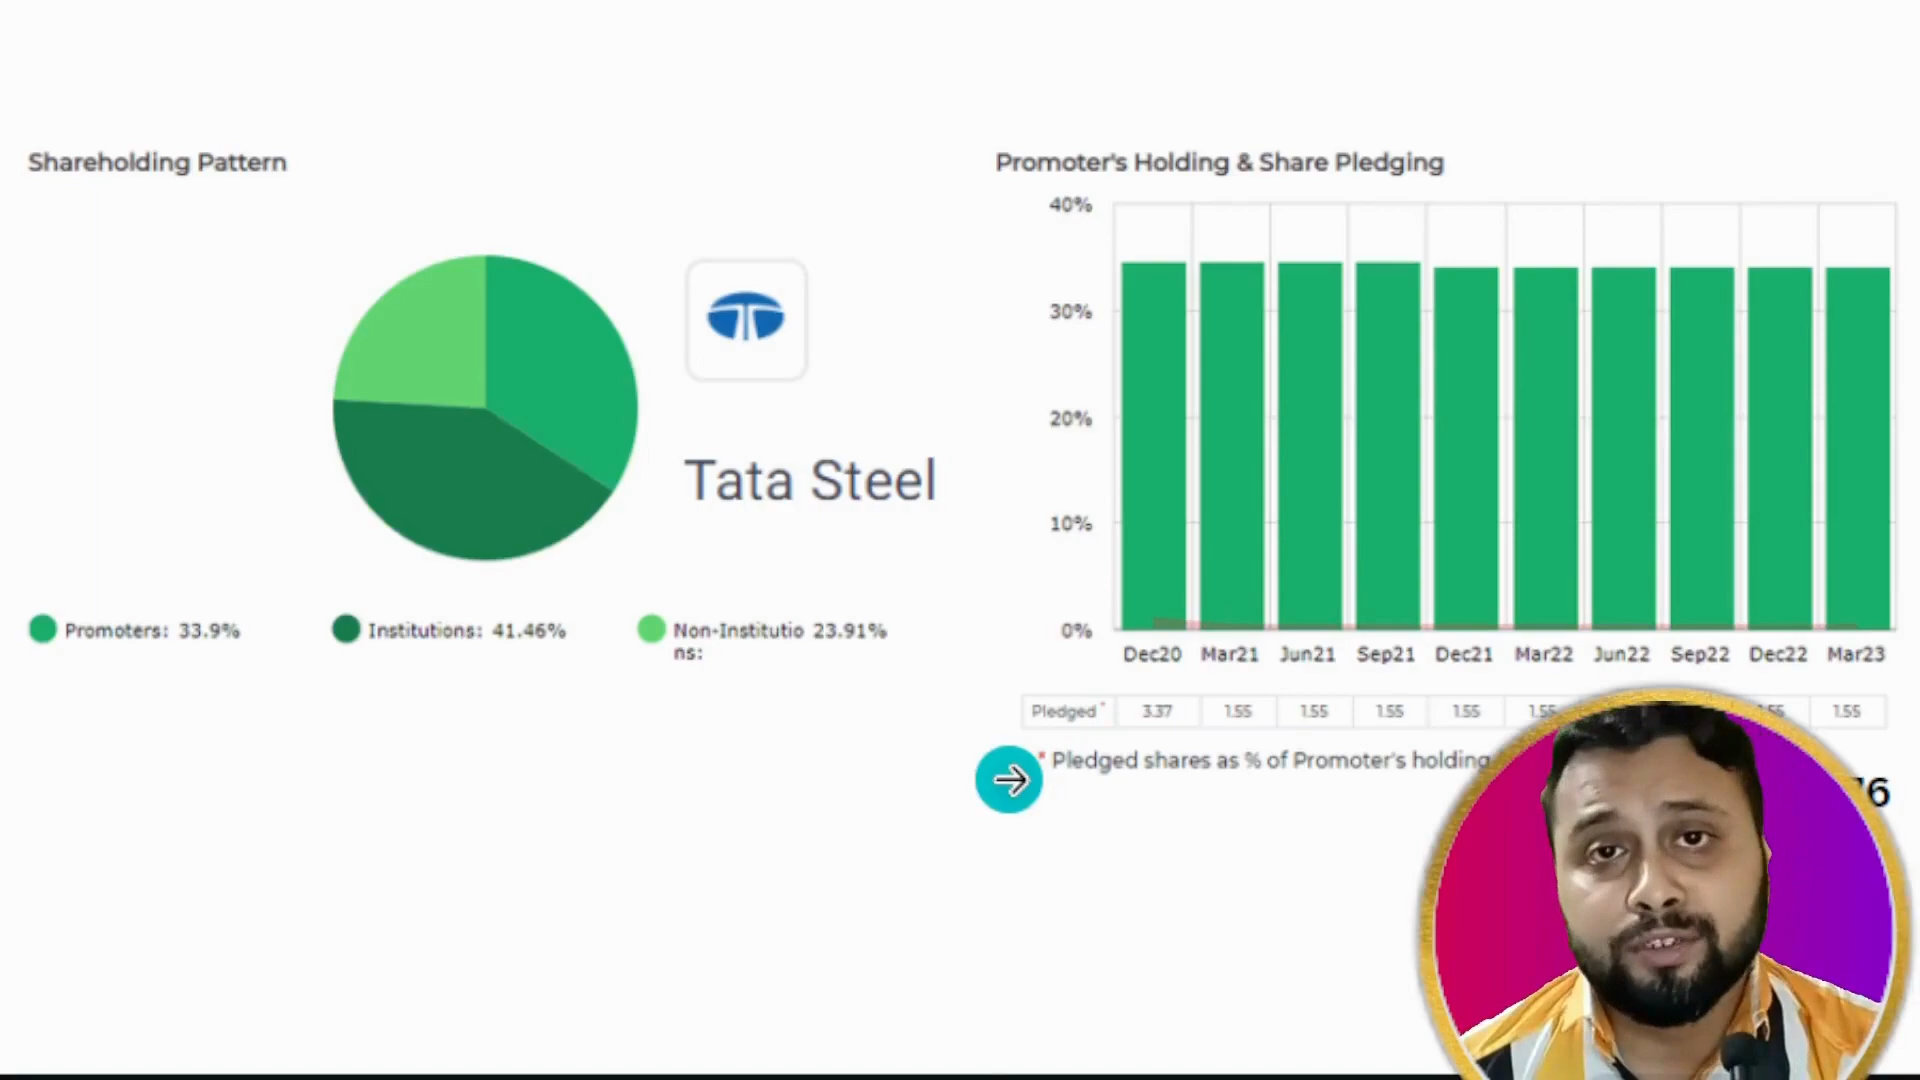 Shareholding Pattern
Tata Steel
Promoters: 33.9%
Institutions: 41.46%
Non-Institutio 23.91%
ns:
Promoter's Holding & Share Pledging
40%
30%
20%
10%
0%
Dec20 Mar21 Jun21 Sep21 Dec21 Mar22 Jun22 Sep22 Dec22 Mar23
Pledged* 3.37 1.55 1.55 1.55 1.55 1.55 1.55
* Pledged shares as % of Promoter's holding